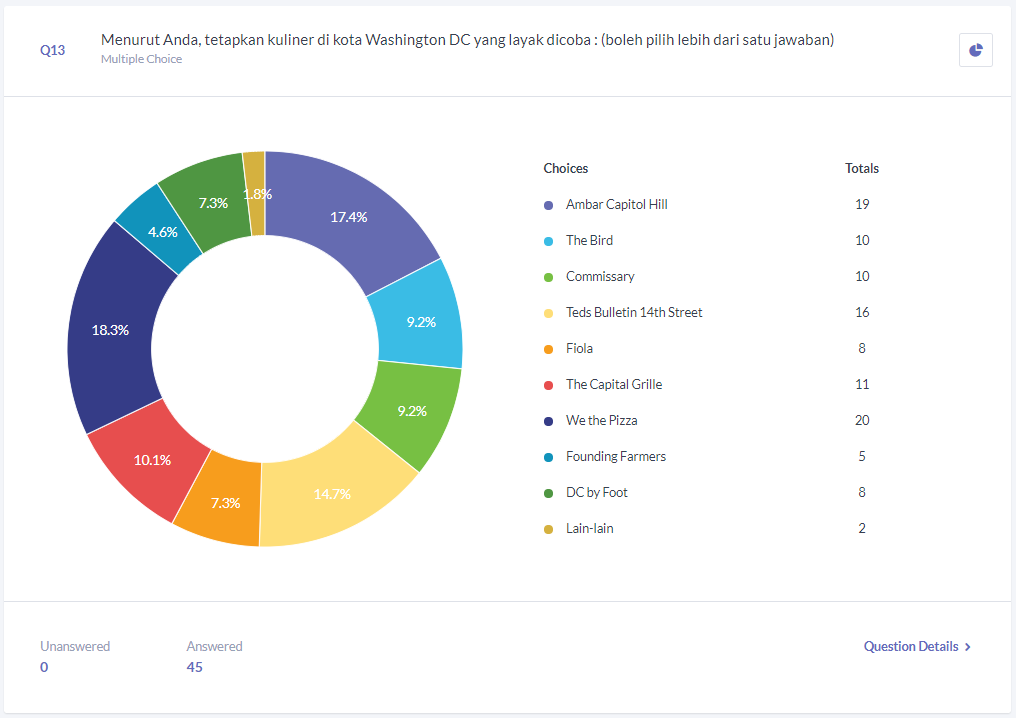 Q13
Menurut Anda, tetapkan kuliner di kota Washington DC yang layak dicoba : (boleh pilih lebih dari satu jawaban)
Multiple Choice
1.8%
17.4%
7.3%
4.6%
9.2%
18.3%
9.2%
10.1%
14.7%
7.3%
Choices Totals
Ambar Capitol Hill 19
The Bird 10
Commissary 10
Teds Bulletin 14th Street 16
Fiola 8
The Capital Grille 11
We the Pizza 20
Founding Farmers 5
DC by Foot 8
Lain-lain 2
Unanswered Answered
0 45
Question Details >